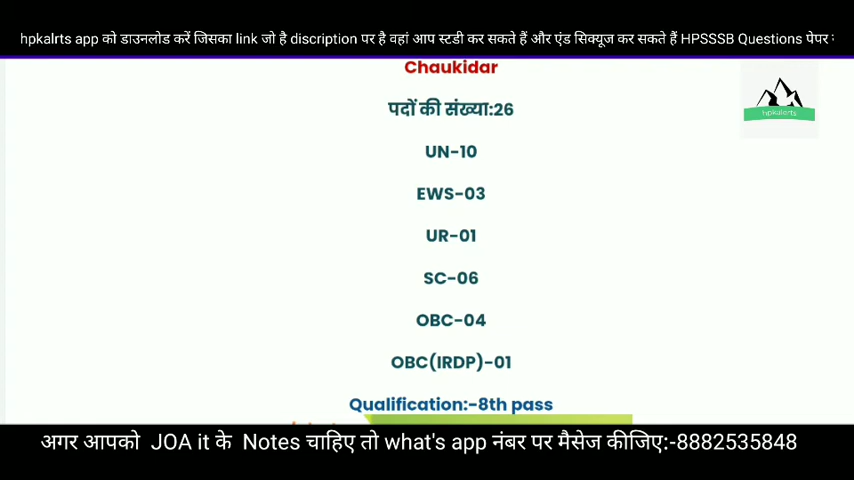 hpkalrts app को डाउनलोड करें जिसका link जो है discription पर है वहां आप स्टडी कर सकते हैं और एंड सिक्यूज कर सकते हैं HPSSSB Questions पेपर
Chaukidar
hpkalerts
पदों की संख्या:26
UN-10
EWS-03
UR-01
SC-06
OBC-04
OBC(IRDP)-01
Qualification:-8th pass
अगर आपको JOA it के Notes चाहिए तो what's app नंबर पर मैसेज कीजिए:-8882535848